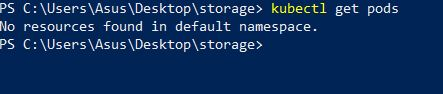 PS C:\Users\Asus\Desktop\storage> kubectl get pods
No resources found in default namespace.
PS C:\Users\Asus\Desktop\storage>